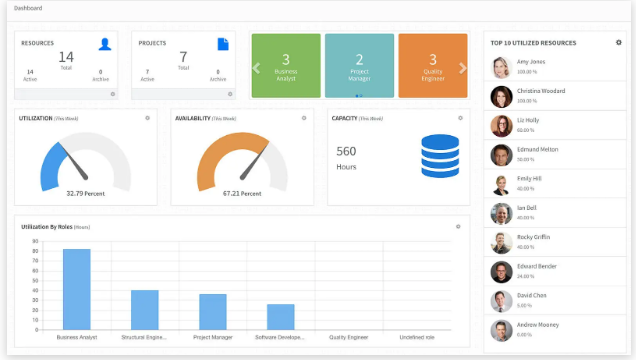 Dashboard
RESOURCES
14
Total
14
Active
0
Archive
PROJECTS
7
Total
7
Active
0
Archive
3
Business
Analyst
2
Project
Manager
3
Quality
Engineer
UTILIZATION (This Week)
32.79 Percent
AVAILABILITY (This Week)
67.21 Percent
CAPACITY (This Week)
560
Hours
Utilization By Roles (Hours)
90
80
70
60
50
40
30
20
10
0
Business Analyst
Structural Engine...
Project Manager
Software Develope...
Quality Engineer
Undefined role
TOP 10 UTILIZED RESOURCES
Amy Jones
100.00 %
Christina Woodard
100.00 %
Liz Holly
60.00 %
Edmund Melton
50.00 %
Emily Hill
40.00 %
Ian Dell
40.00 %
Rocky Griffin
40.00 %
Edward Bender
24.00 %
David Chen
Andrew Mooney